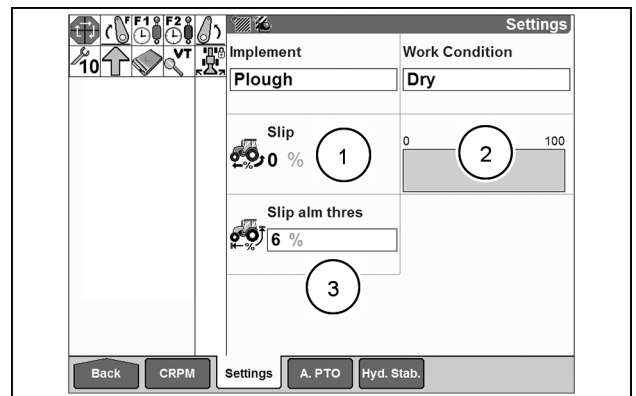 F F1 F2
Settings
10 VT
Implement
Work Condition
Plough
Dry
Slip
0 %
1
0
100
2
Slip alm thres
6 %
3
Back
CRPM
Settings
A. PTO
Hyd. Stab.